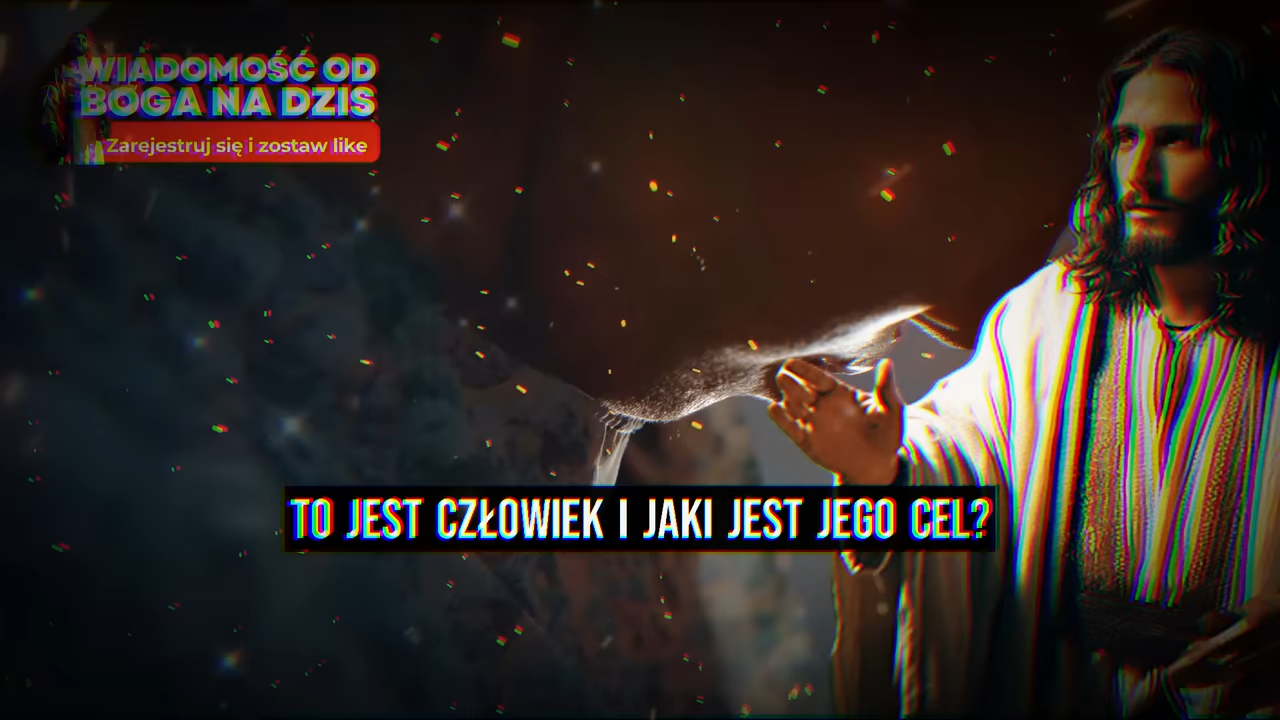 WIADOMOŚĆ OD
BOGA NA DZIS
Zarejestruj się i zostaw like
TO JEST CZŁOWIEK I JAKI JEST JEGO CEL?